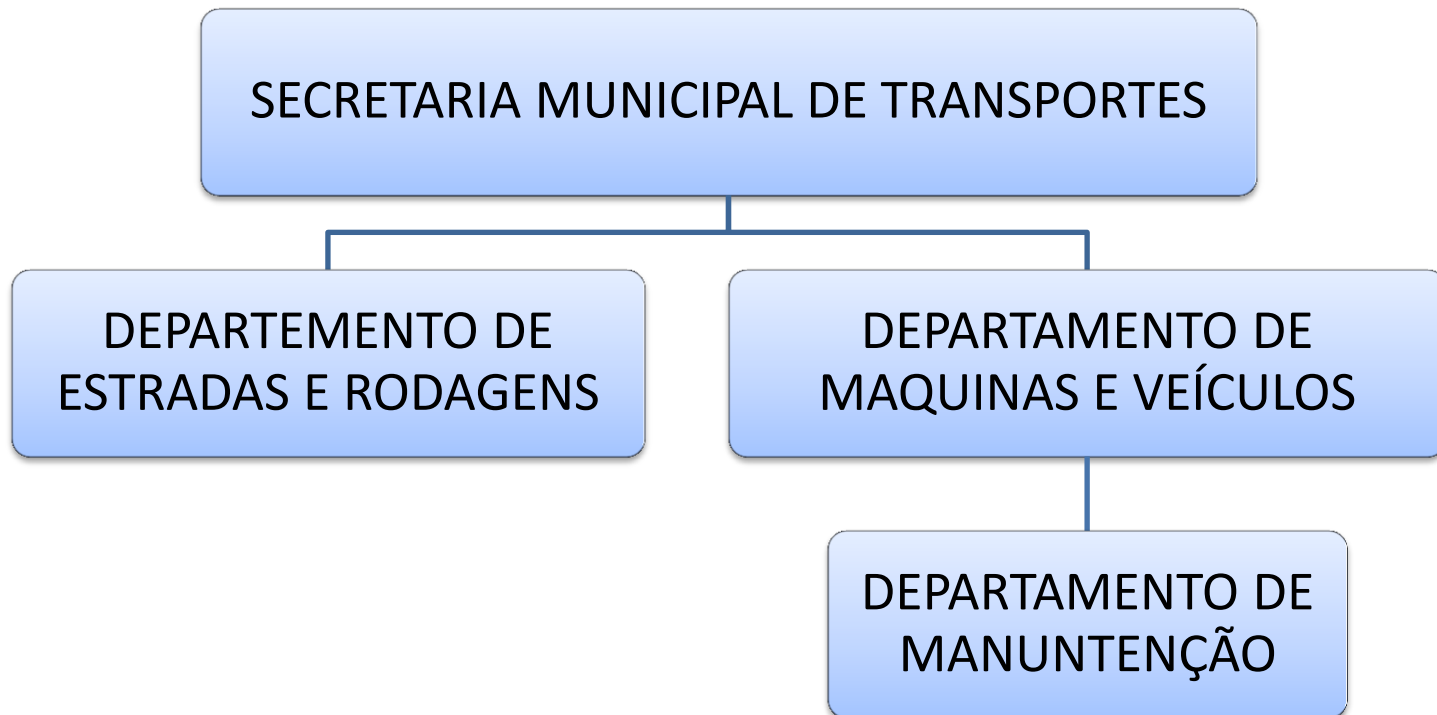 SECRETARIA MUNICIPAL DE TRANSPORTES
DEPARTEMENTO DE
ESTRADAS E RODAGENS
DEPARTAMENTO DE
MAQUINAS E VEÍCULOS
DEPARTAMENTO DE
MANUNTENÇÃO